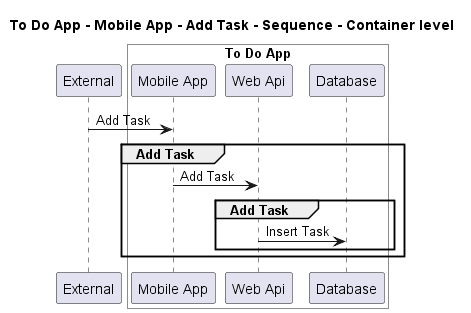 To Do App - Mobile App - Add Task - Sequence - Container level
To Do App
External Mobile App Web Api Database
Add Task
Add Task
Add Task
Add Task
Insert Task
External Mobile App Web Api Database